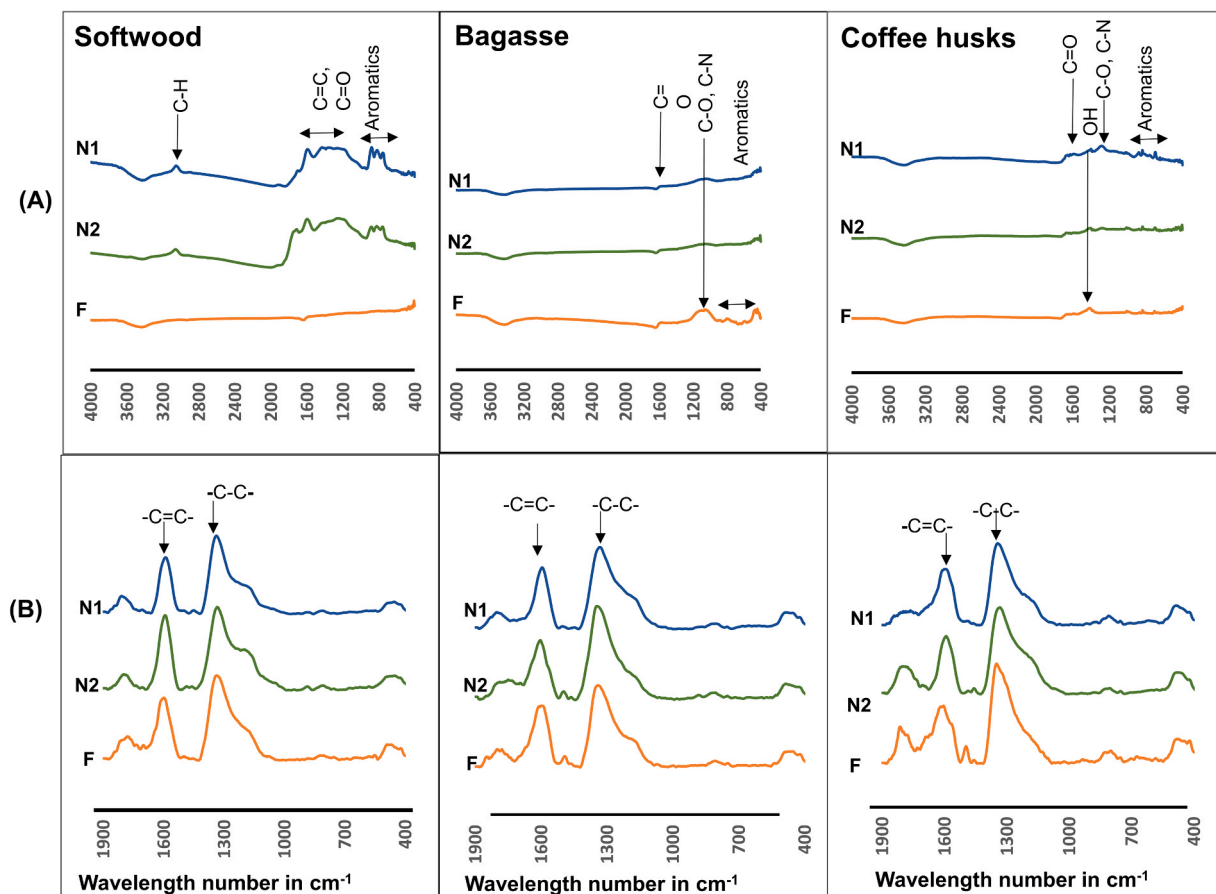 Softwood
Bagasse
Coffee husks
(A)
C-H
C=C,
C=O
Aromatics
N1
N2
F
4000 3600 3200 2800 2400 2000 1600 1200 800 400
C=
O
C-O, C-N
Aromatics
N1
N2
F
4000 3600 3200 2800 2400 2000 1600 1200 800 400
C=O
OH
C-O, C-N
Aromatics
N1
N2
F
4000 3600 3200 2800 2400 2000 1600 1200 800 400
(B)
-C=C-
-C-C-
N1
N2
F
1900 1600 1300 1000 700 400
Wavelength number in cm-1
-C=C-
-C-C-
N1
N2
F
1900 1600 1300 1000 700 400
Wavelength number in cm-1
-C=C-
-C-C-
N1
N2
F
1900 1600 1300 1000 700 400
Wavelength number in cm-1